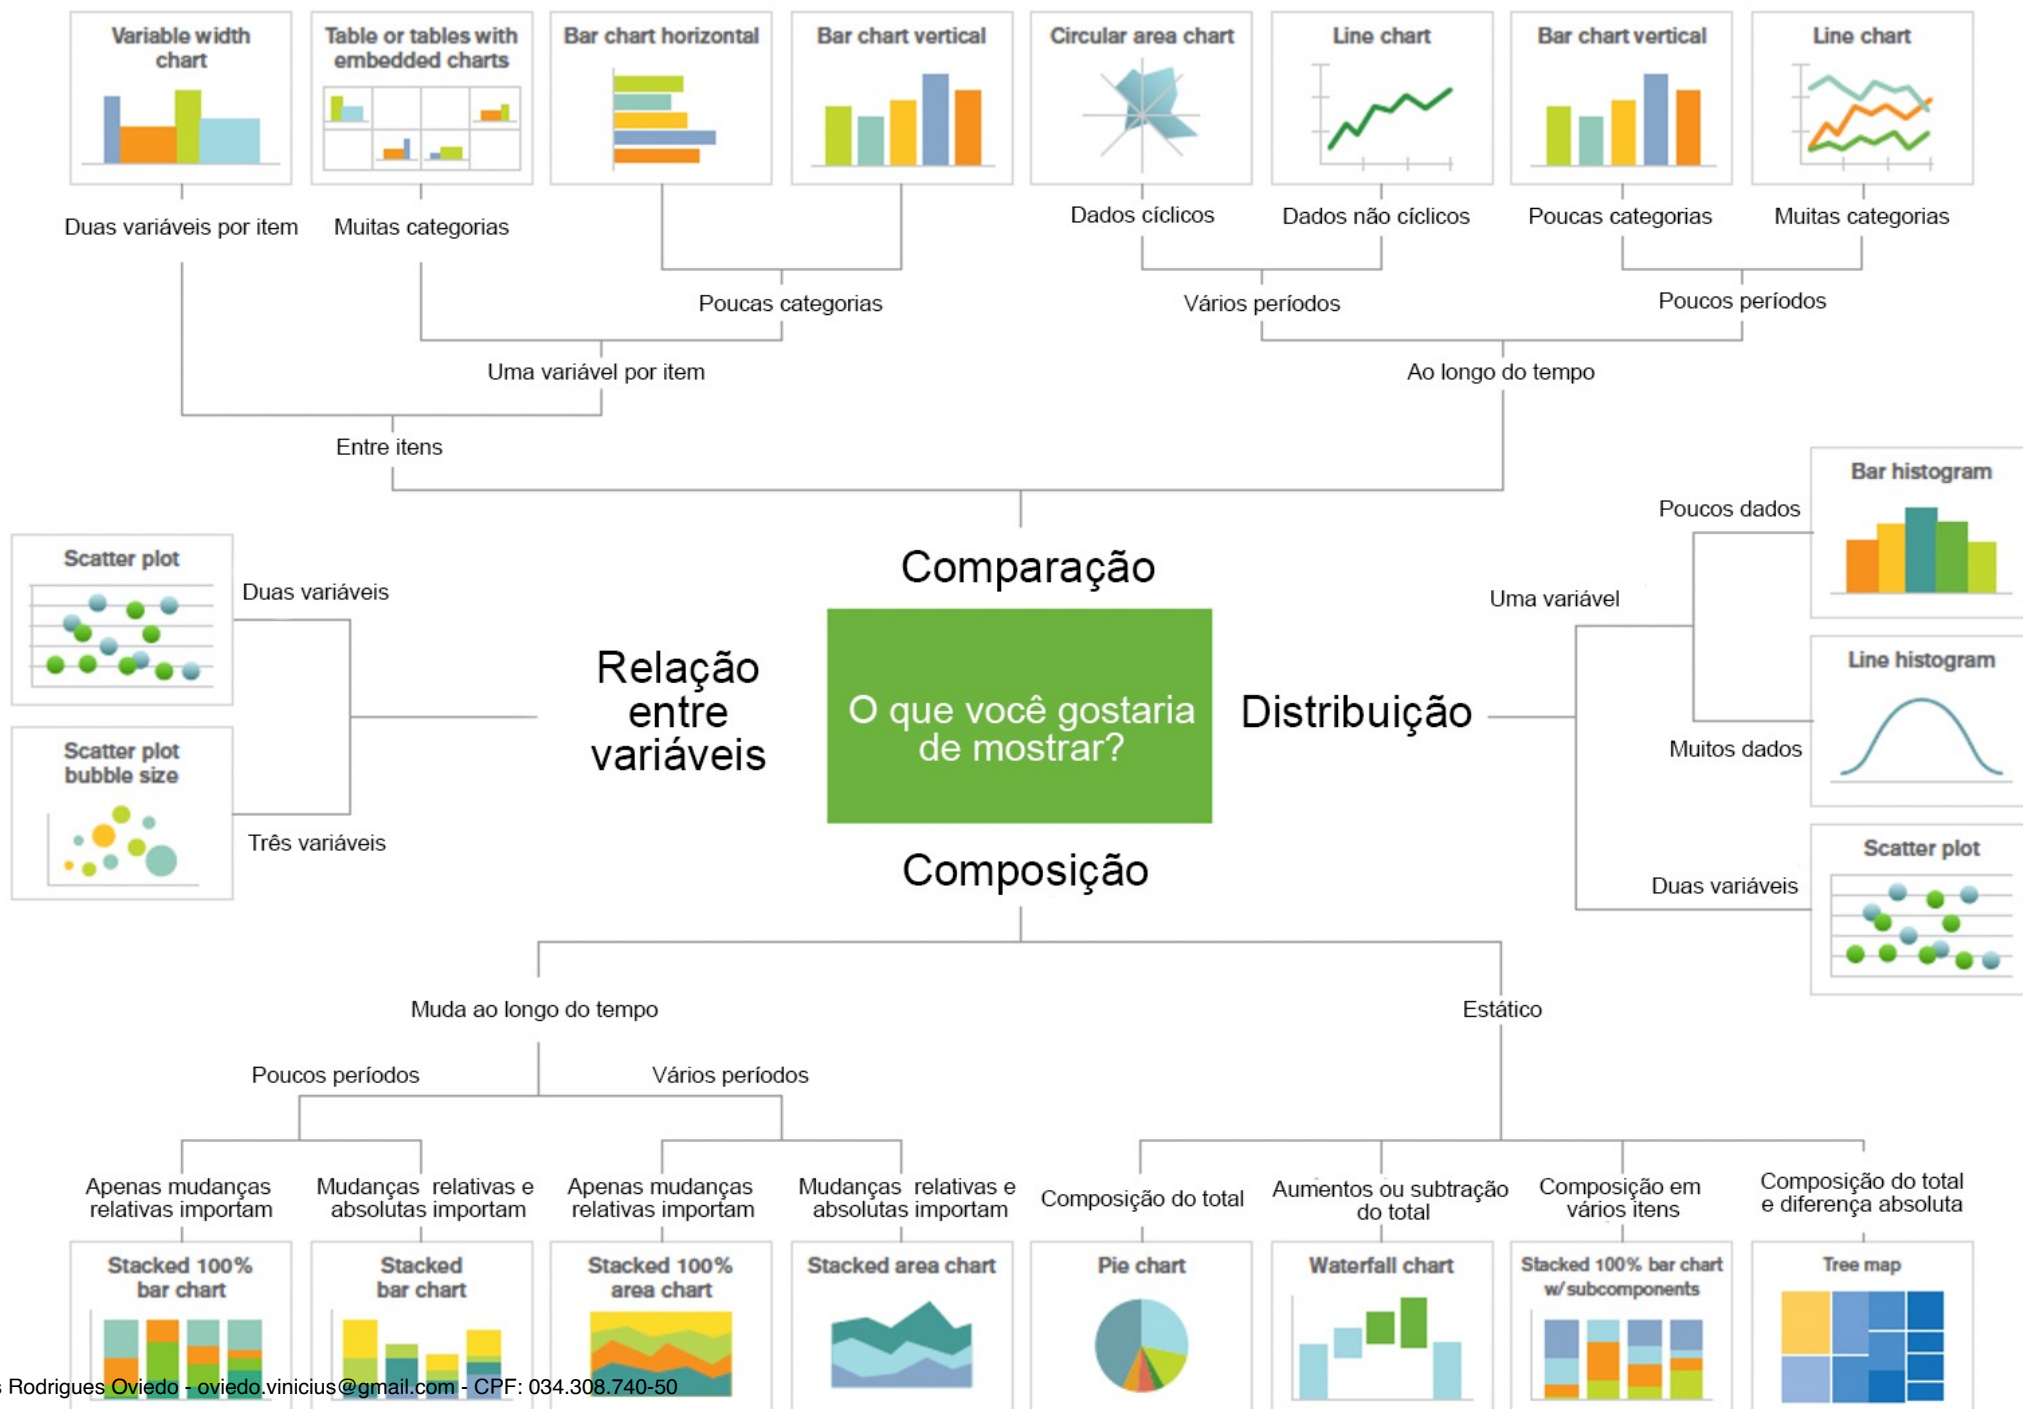 Variable width
chart
Table or tables with
embedded charts
Bar chart horizontal
Bar chart vertical
Circular area chart
Line chart
Bar chart vertical
Line chart
Duas variáveis por item
Muitas categorias
Dados cíclicos
Dados não cíclicos
Poucas categorias
Muitas categorias
Poucas categorias
Vários períodos
Poucos períodos
Uma variável por item
Ao longo do tempo
Entre itens
Comparação
Scatter plot
Duas variáveis
Scatter plot
bubble size
Três variáveis
Relação
entre
variáveis
O que você gostaria
de mostrar?
Distribuição
Uma variável
Poucos dados
Bar histogram
Muitos dados
Line histogram
Duas variáveis
Scatter plot
Composição
Muda ao longo do tempo
Estático
Poucos períodos
Vários períodos
Apenas mudanças
relativas importam
Mudanças relativas e
absolutas importam
Apenas mudanças
relativas importam
Mudanças relativas e
absolutas importam
Composição do total
Aumentos ou subtração
do total
Composição em
vários itens
Composição do total
e diferença absoluta
Stacked 100%
bar chart
Stacked
bar chart
Stacked 100%
area chart
Stacked area chart
Pie chart
Waterfall chart
Stacked 100% bar chart
w/subcomponents
Tree map
s Rodrigues Oviedo - oviedo.vinicius@gmail.com - CPF: 034.308.740-50